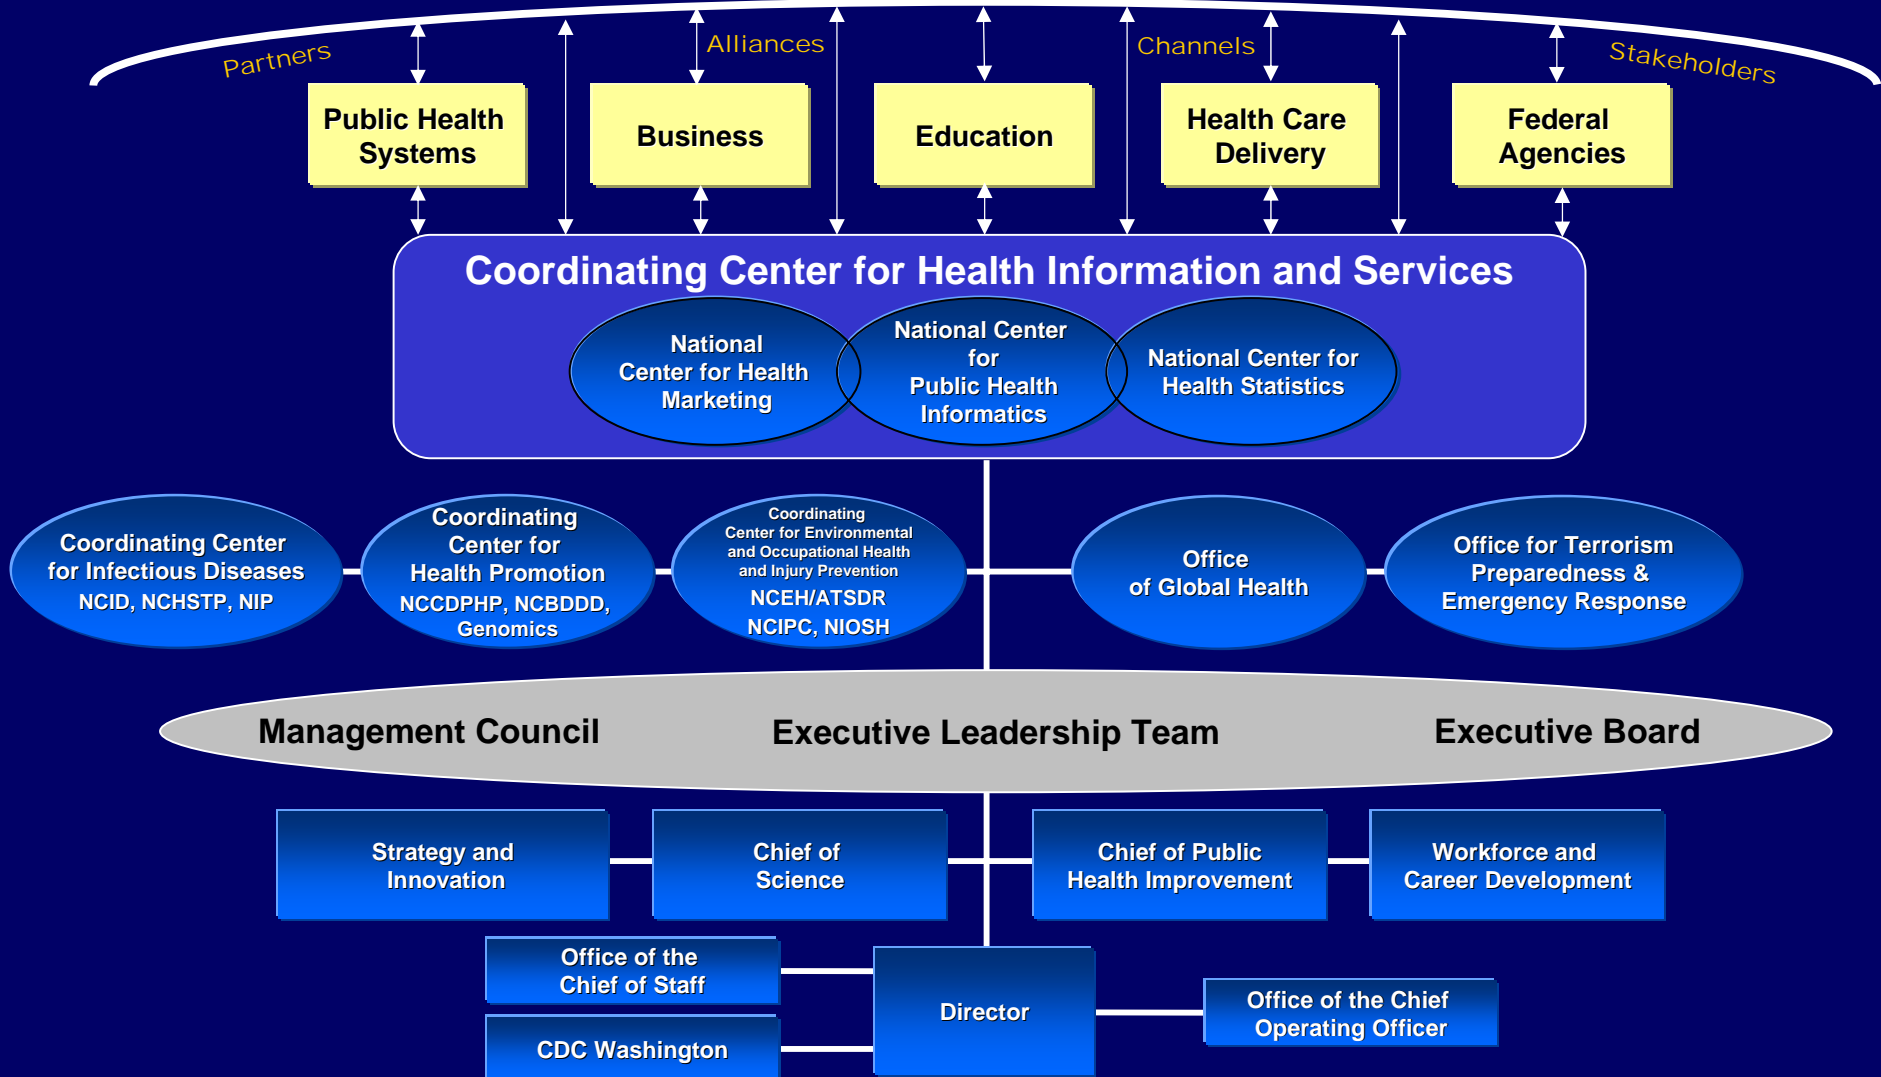 Partners
Alliances
Channels
Stakeholders
Public Health
Systems
Business
Education
Health Care
Delivery
Federal
Agencies
Coordinating Center for Health Information and Services
National
Center for Health
Marketing
National Center
for
Public Health
Informatics
National Center for
Health Statistics
Coordinating Center
for Infectious Diseases
NCID, NCHSTP, NIP
Coordinating
Center for
Health Promotion
NCCDPHP, NCBDDD,
Genomics
Coordinating
Center for Environmental
and Occupational Health
and Injury Prevention
NCEH/ATSDR
NCIPC, NIOSH
Office
of Global Health
Office for Terrorism
Preparedness &
Emergency Response
Management Council
Executive Leadership Team
Executive Board
Strategy and
Innovation
Chief of
Science
Chief of Public
Health Improvement
Workforce and
Career Development
Office of the
Chief of Staff
CDC Washington
Director
Office of the Chief
Operating Officer